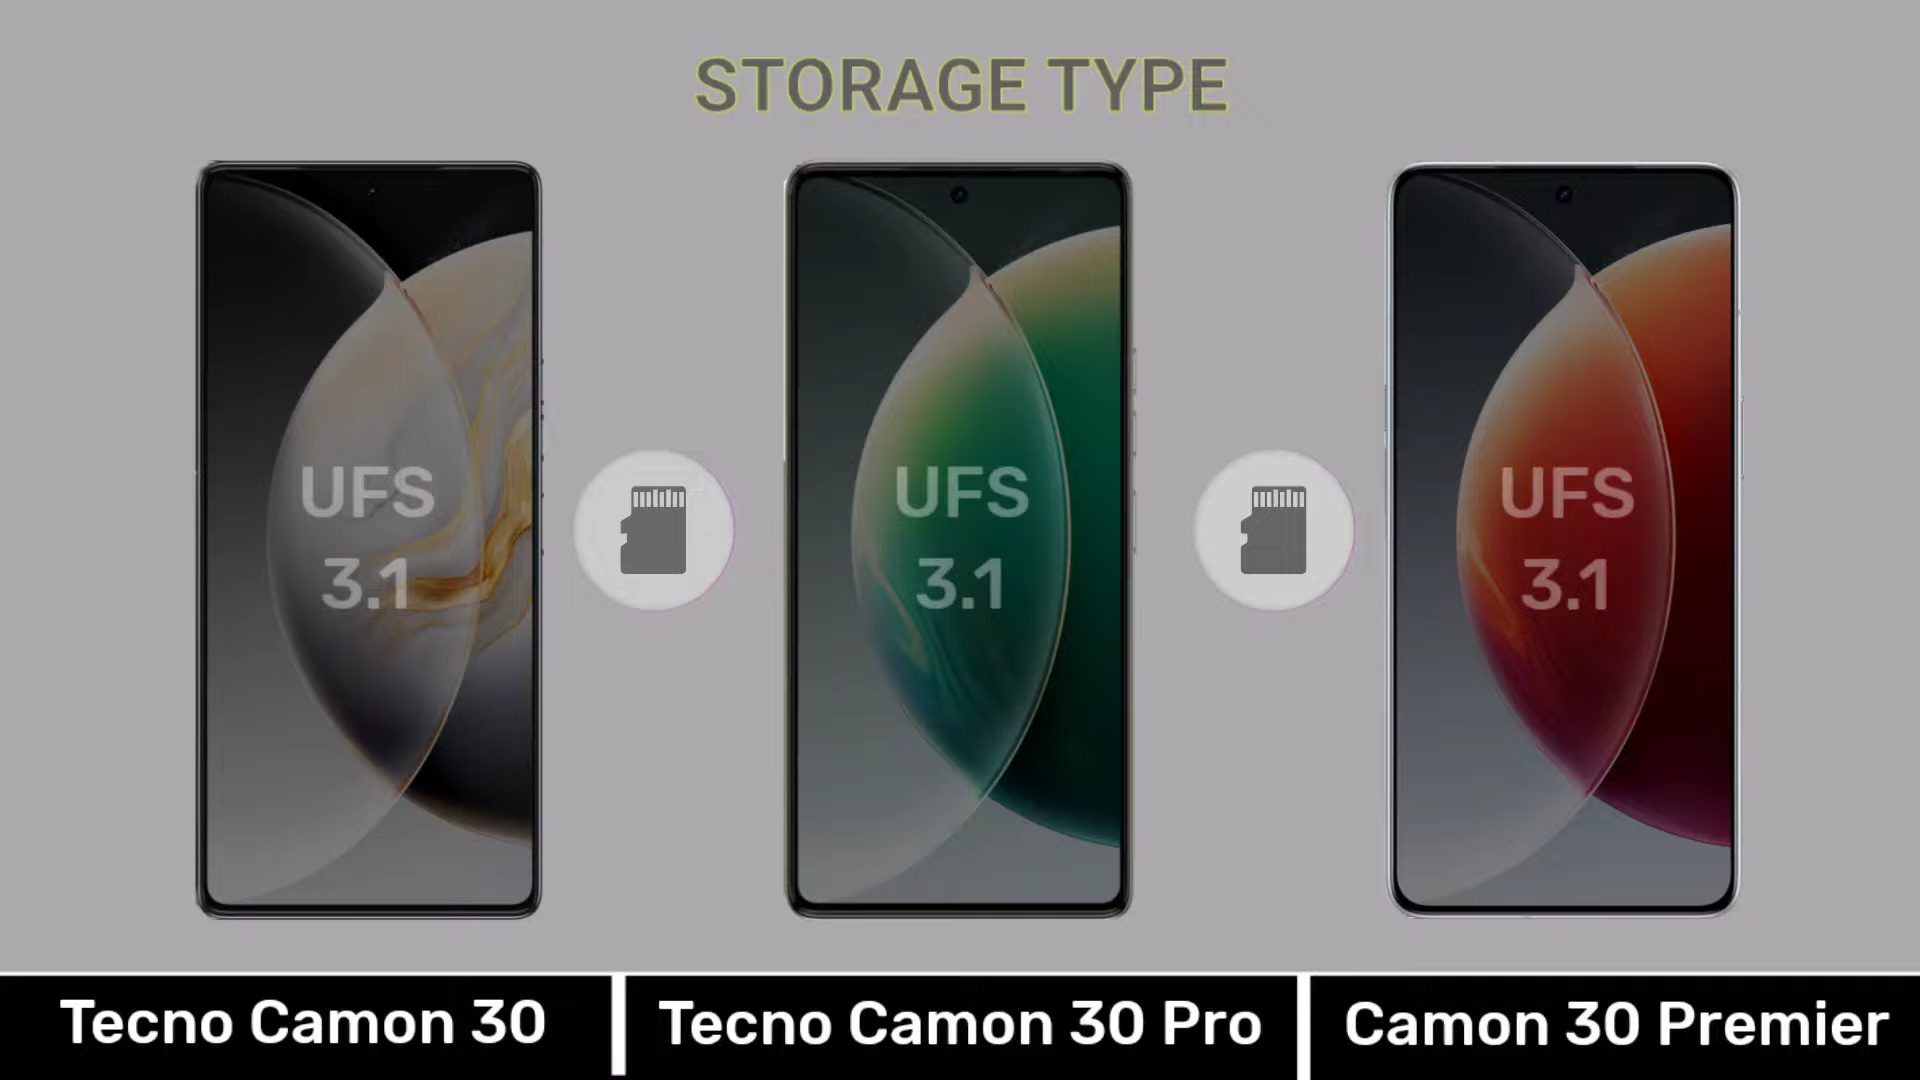 STORAGE TYPE
UFS
3.1
UFS
3.1
UFS
3.1
Tecno Camon 30
Tecno Camon 30 Pro
Camon 30 Premier